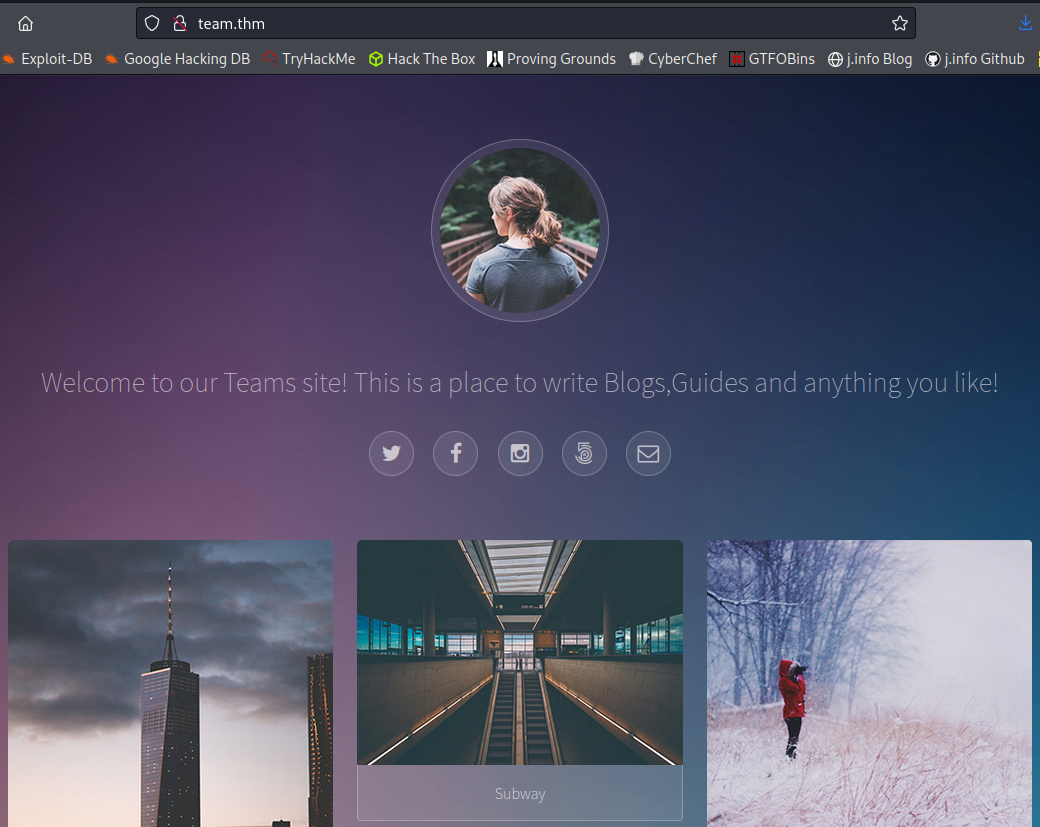 team.thm
Exploit-DB Google Hacking DB TryHackMe Hack The Box Proving Grounds CyberChef GTFOBins j.info Blog j.info Github
Welcome to our Teams site! This is a place to write Blogs,Guides and anything you like!
Subway